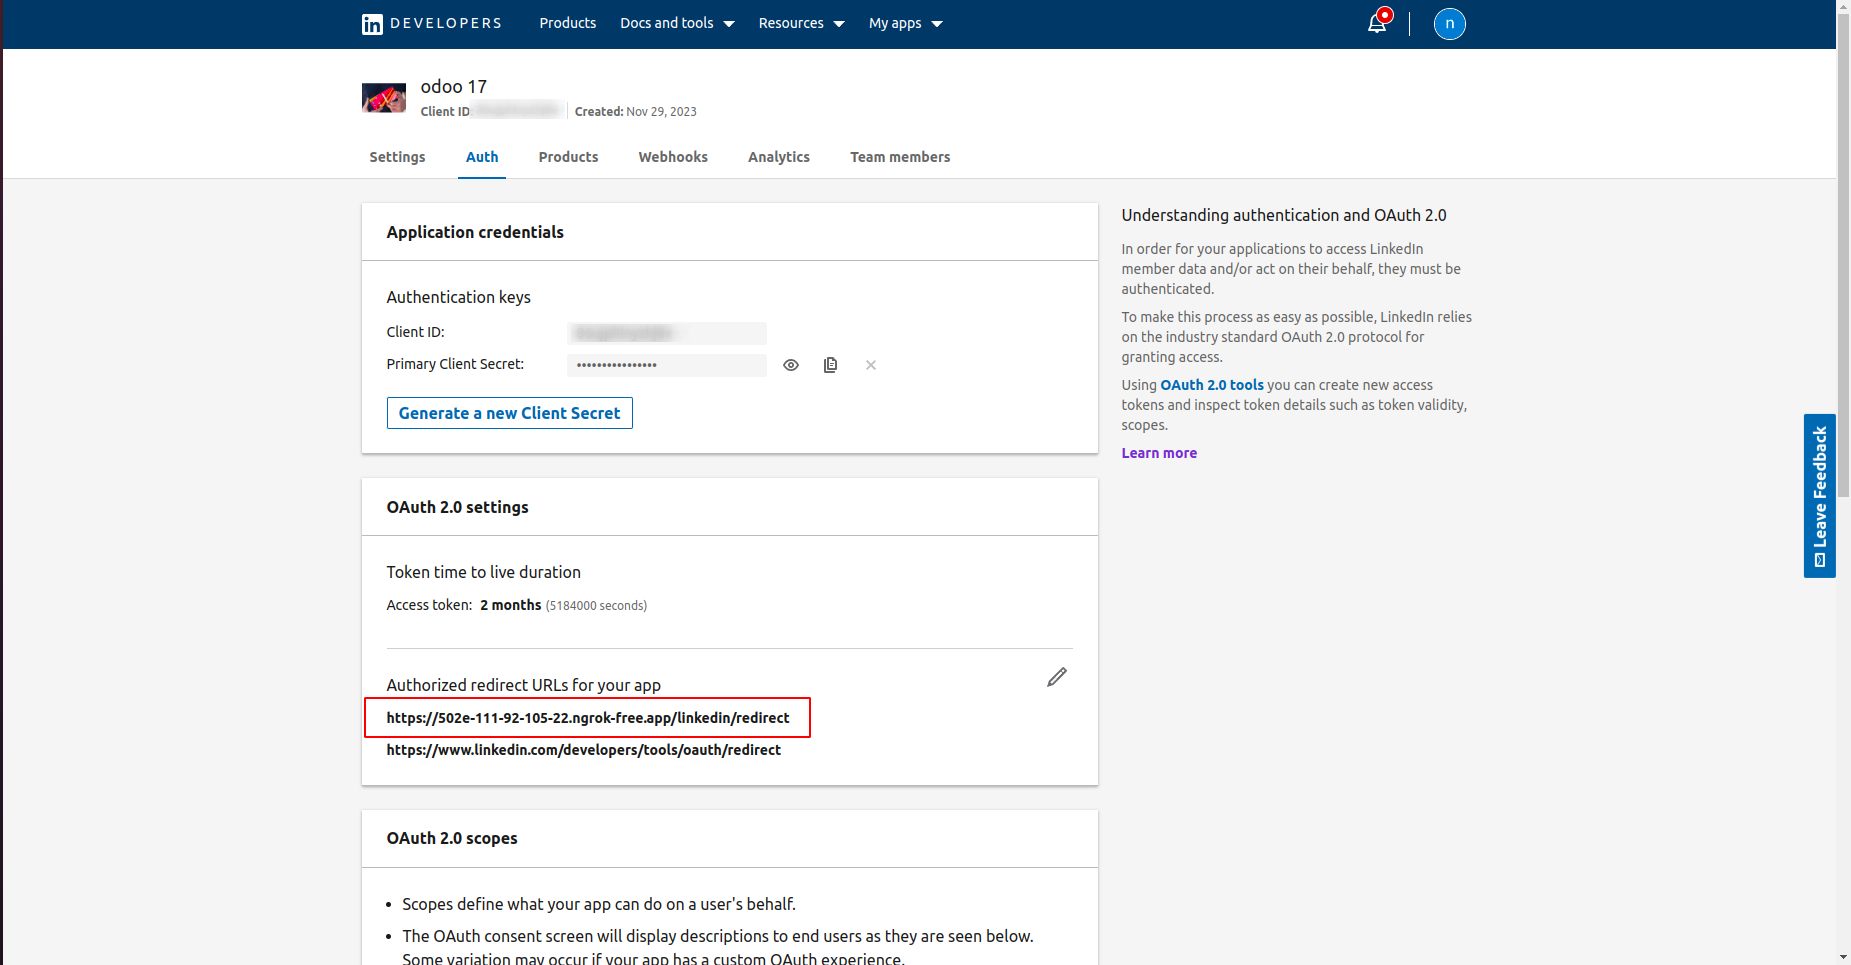 in DEVELOPERS Products Docs and tools Resources My apps n
odoo 17
Client ID Created: Nov 29, 2023
Settings Auth Products Webhooks Analytics Team members
Application credentials
Authentication keys
Client ID:
Primary Client Secret: ••••••••••••••••
Generate a new Client Secret
OAuth 2.0 settings
Token time to live duration
Access token: 2 months (5184000 seconds)
Authorized redirect URLs for your app
https://502e-111-92-105-22.ngrok-free.app/linkedin/redirect
https://www.linkedin.com/developers/tools/oauth/redirect
OAuth 2.0 scopes
• Scopes define what your app can do on a user's behalf.
• The OAuth consent screen will display descriptions to end users as they are seen below.
Some variation may occur if your app has a custom OAuth experience.
Understanding authentication and OAuth 2.0
In order for your applications to access LinkedIn
member data and/or act on their behalf, they must be
authenticated.
To make this process as easy as possible, LinkedIn relies
on the industry standard OAuth 2.0 protocol for
granting access.
Using OAuth 2.0 tools you can create new access
tokens and inspect token details such as token validity,
scopes.
Learn more
Leave Feedback